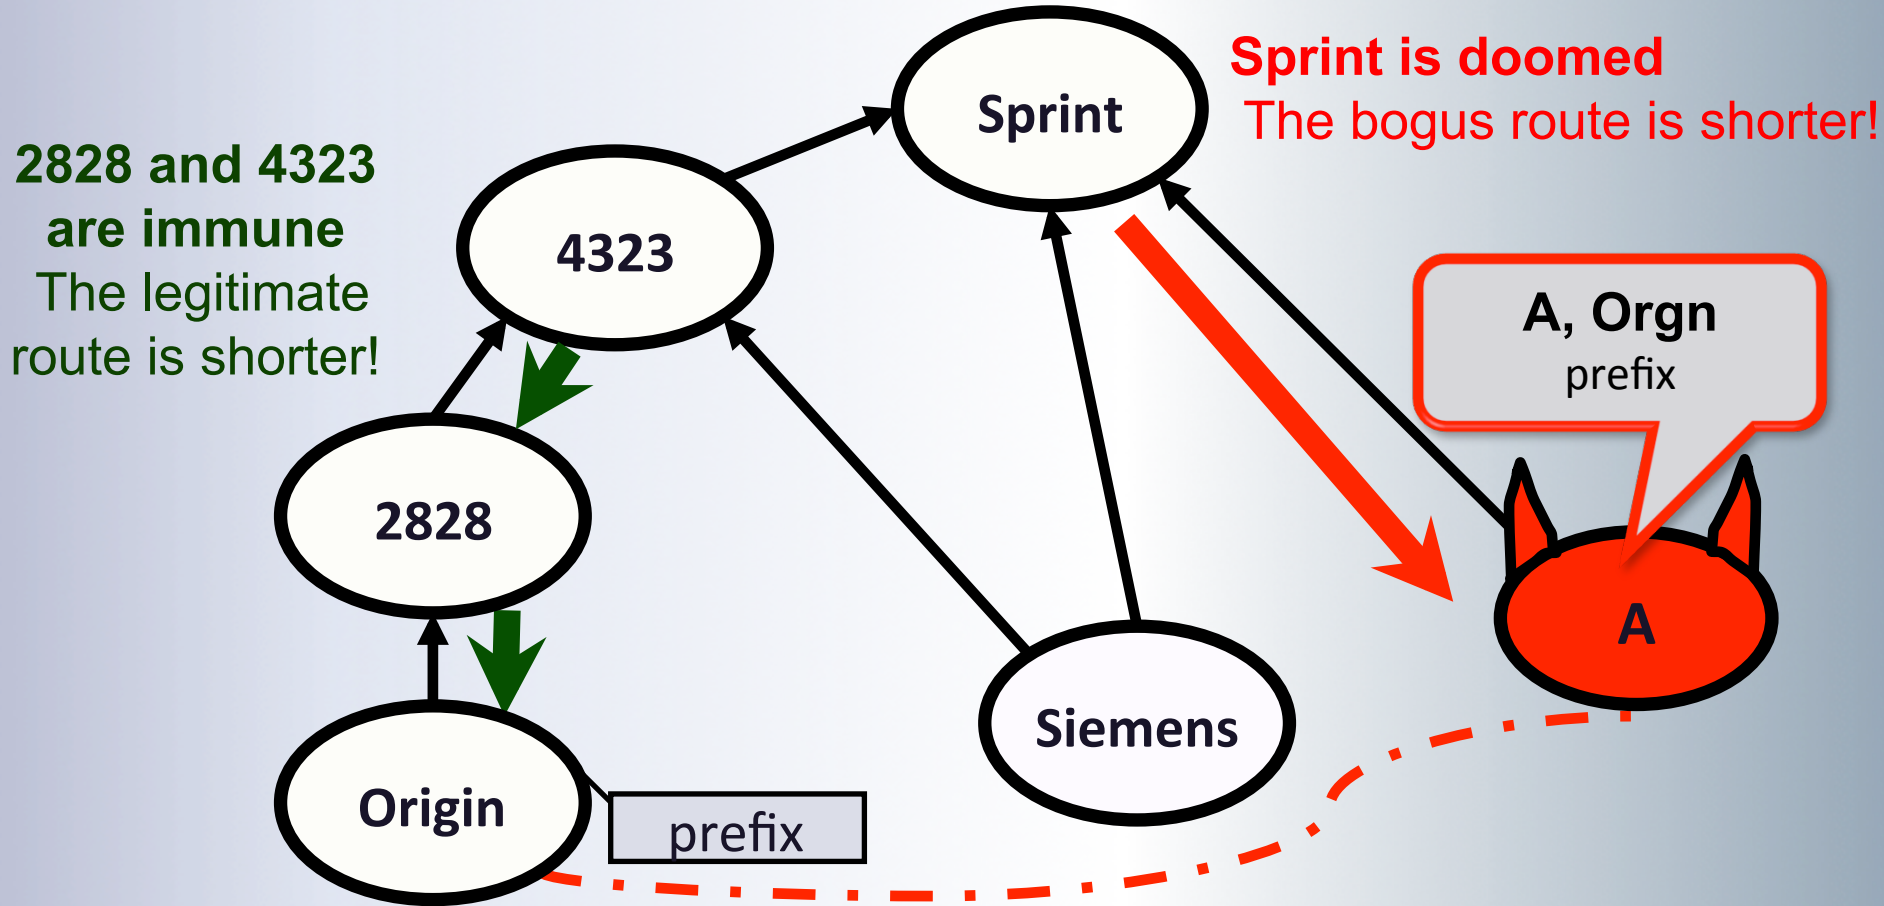 Sprint
Sprint is doomed
The bogus route is shorter!
2828 and 4323
are immune
The legitimate
route is shorter!
4323
A, Orgn
prefix
2828
A
Siemens
Origin
prefix